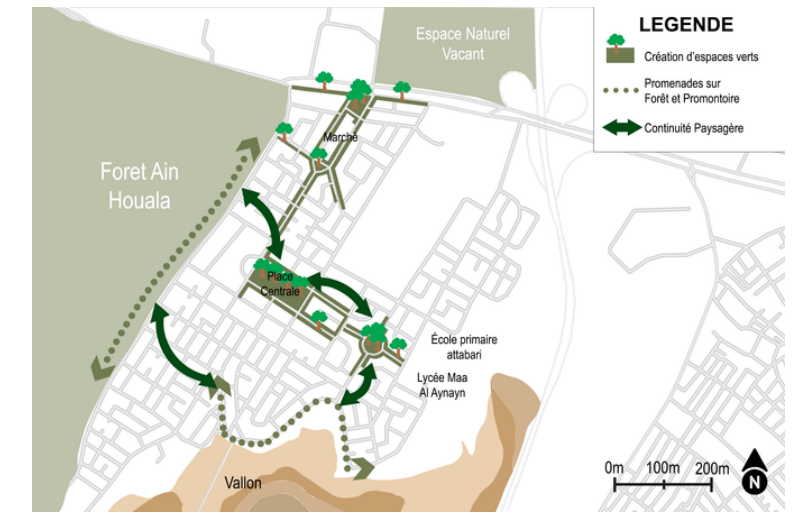 Espace Naturel
Vacant
LEGENDE
Création d'espaces verts
Promenades sur
Forêt et Promontoire
Continuité Paysagère
Marché
Foret Ain
Houala
Place
Centrale
École primaire
attabari
Lycée Maa
Al Aynayn
Vallon
0m 100m 200m
N